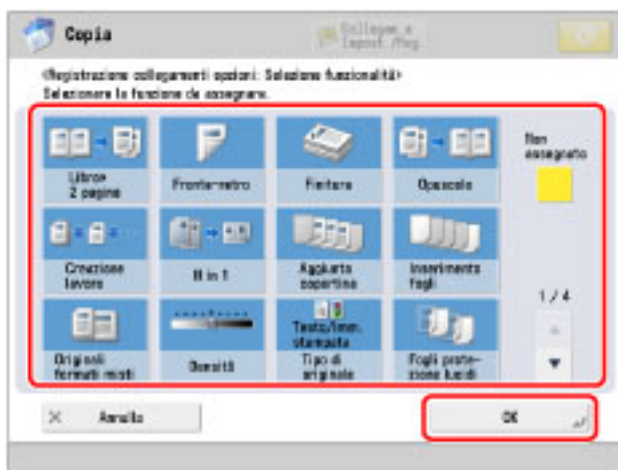 Copia
Collegam. a
Impost./Reg.
<Registrazione collegamenti opzioni: Selezione funzionalità>
Selezionare la funzione da assegnare.
Libro>
2 pagine
Fronte-retro
Finitura
Opuscolo
Non
assegnato
Creazione
lavoro
N in 1
Aggiunta
copertina
Inserimento
fogli
1/4
Originali
formati misti
Densità
Testo/Imm.
stampata
Tipo di
originale
Fogli prote-
zione lucidi
Annulla
OK